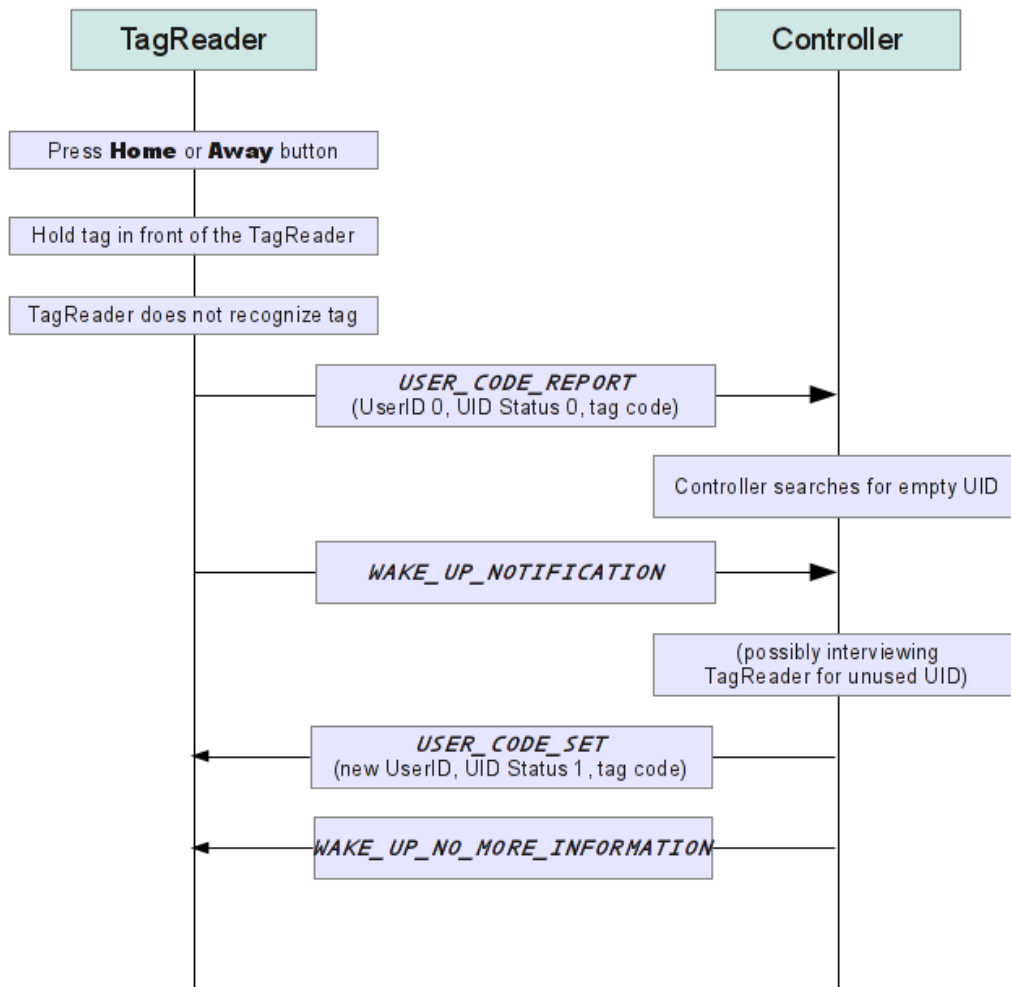 TagReader
Controller
Press Home or Away button
Hold tag in front of the TagReader
TagReader does not recognize tag
USER_CODE_REPORT
(UserID 0, UID Status 0, tag code)
Controller searches for empty UID
WAKE_UP_NOTIFICATION
(possibly interviewing
TagReader for unused UID)
USER_CODE_SET
(new UserID, UID Status 1, tag code)
WAKE_UP_NO_MORE_INFORMATION